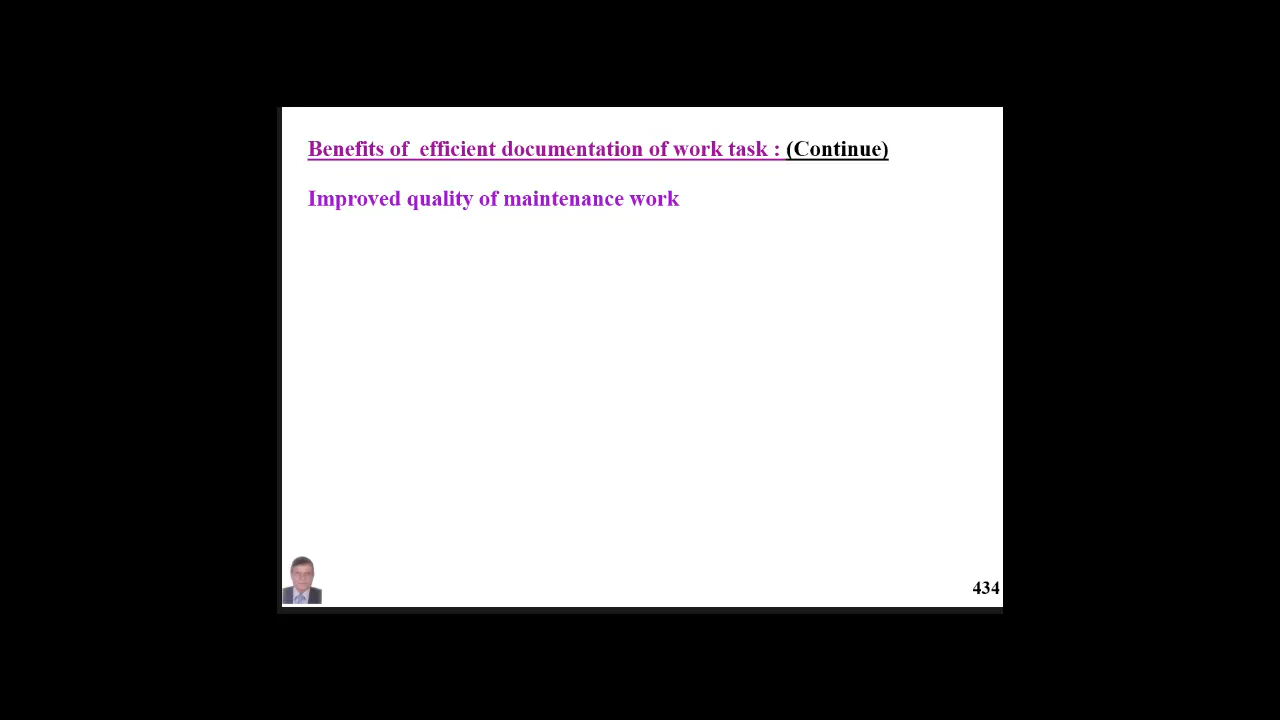 Benefits of  efficient documentation of work task : (Continue)
Improved quality of maintenance work
434